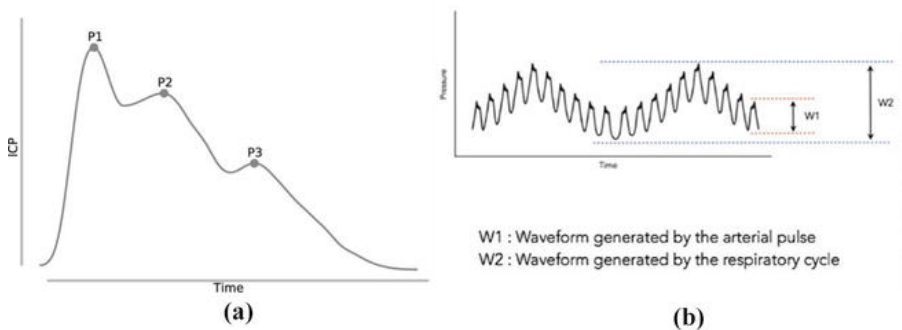 P1
P2
P3
ICP
Time
(a)
Pressure
W1
W2
Time
W1 : Waveform generated by the arterial pulse
W2 : Waveform generated by the respiratory cycle
(b)